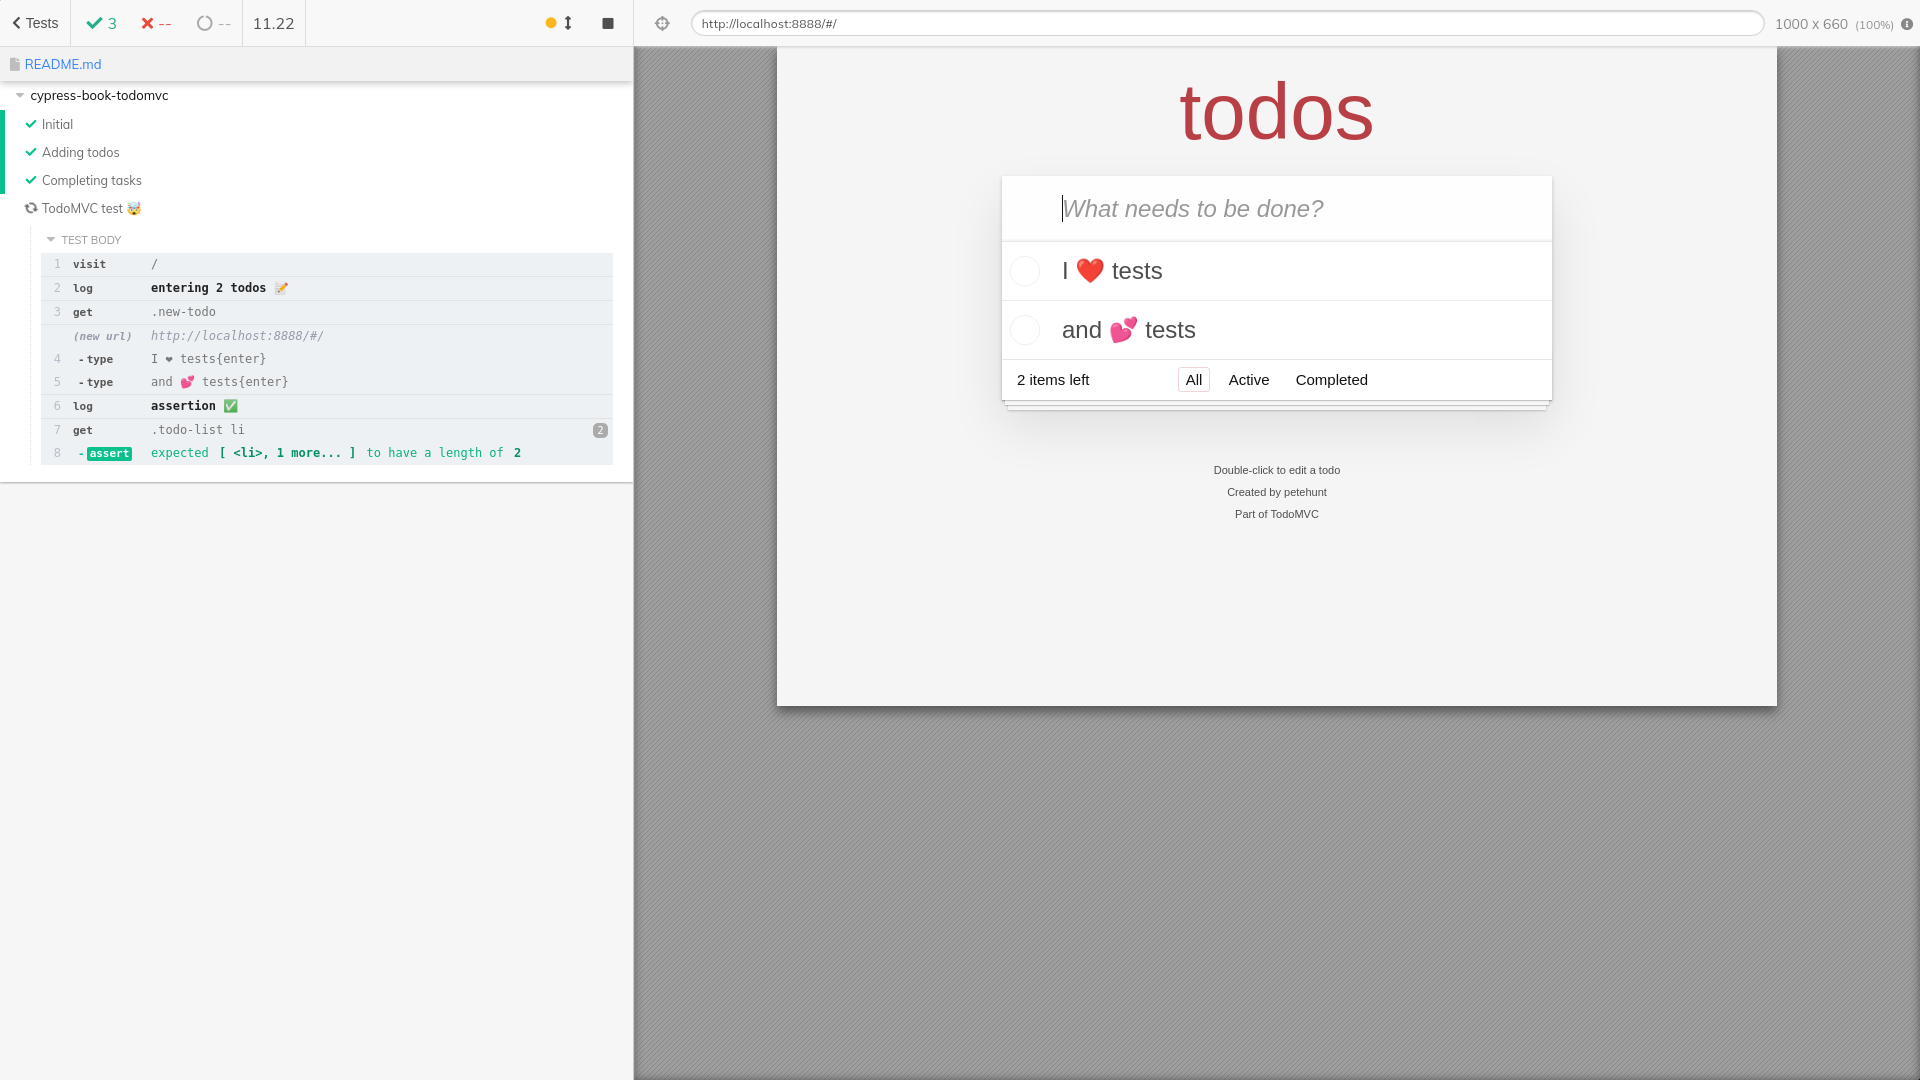 Tests 3 -- -- 11.22
http://localhost:8888/#/ 1000 x 660 (100%)
README.md
cypress-book-todomvc
Initial
Adding todos
Completing tasks
TodoMVC test 🤯
TEST BODY
1 visit /
2 log entering 2 todos 📝
3 get .new-todo
(new url) http://localhost:8888/#/
4 -type I ❤ tests{enter}
5 -type and 💕 tests{enter}
6 log assertion ✅
7 get .todo-list li 2
8 -assert expected [ <li>, 1 more... ] to have a length of 2
todos
What needs to be done?
I ❤️ tests
and 💕 tests
2 items left All Active Completed
Double-click to edit a todo
Created by petehunt
Part of TodoMVC